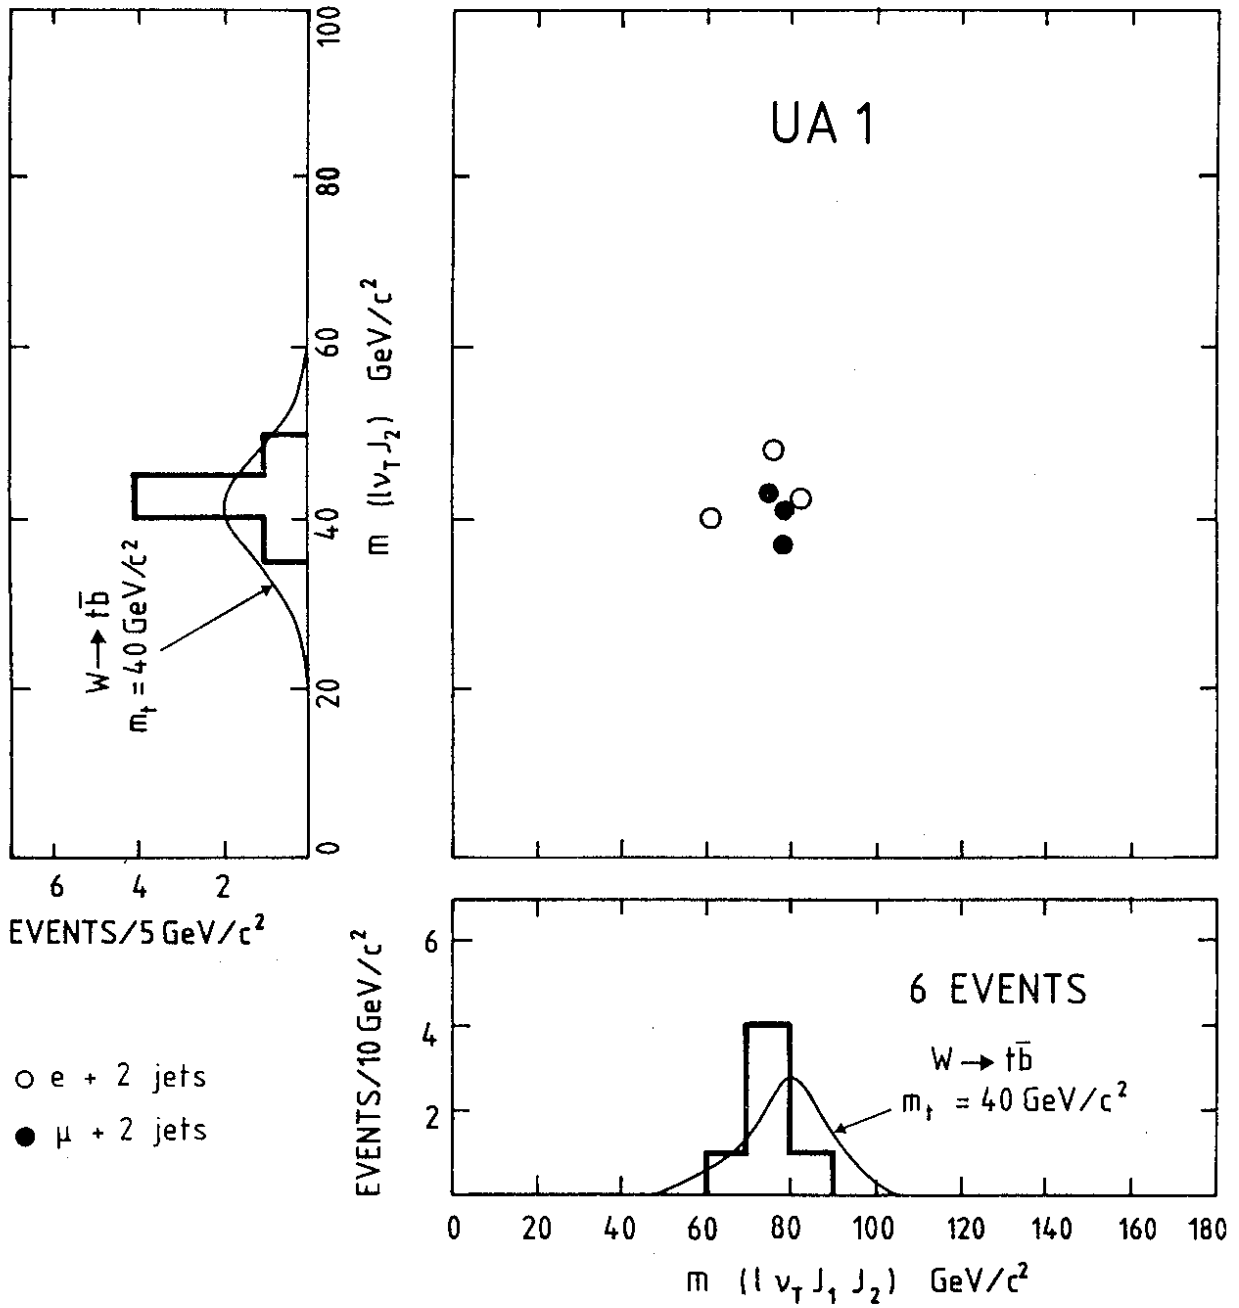 UA 1
100
80
60
40
20
0
m (lν_T J_2) GeV/c²
W → tb̄
m_t = 40 GeV/c²
6 4 2
EVENTS/5 GeV/c²
○ e + 2 jets
● μ + 2 jets
EVENTS/10 GeV/c²
6
4
2
6 EVENTS
W → tb̄
m_t = 40 GeV/c²
0 20 40 60 80 100 120 140 160 180
m (l ν_T J_1 J_2) GeV/c²